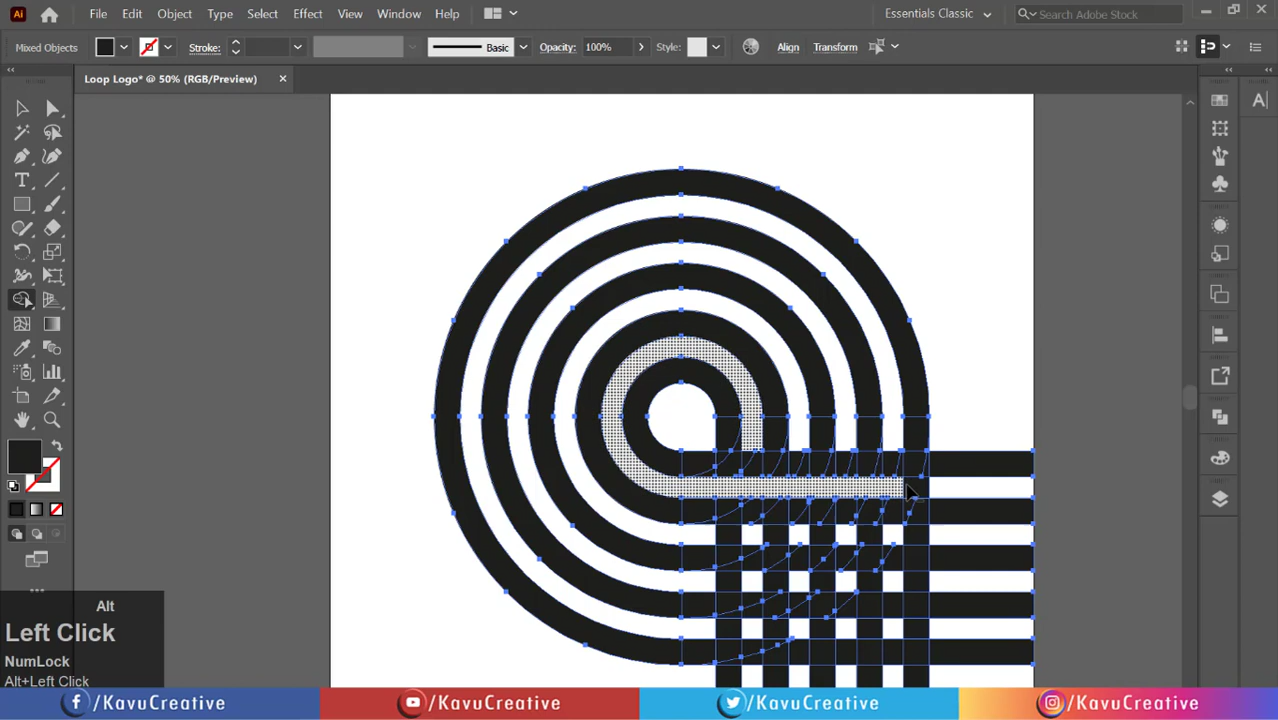 Ai File Edit Object Type Select Effect View Window Help Essentials Classic Search Adobe Stock
Mixed Objects Stroke: Basic Opacity: 100% Style: Align Transform
Loop Logo* @ 50% (RGB/Preview)
T
A
Alt
Left Click
NumLock
Alt+Left Click
/KavuCreative /KavuCreative /KavuCreative /KavuCreative